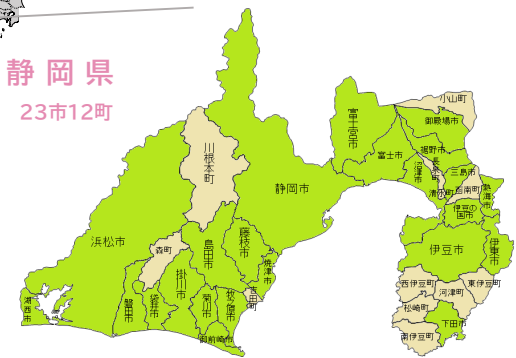 静岡県
23市12町
小山町
御殿場市
富士宮市
裾野市
富士市
沼津市
長泉町
三島市
清水町
函南町
熱海市
伊豆の国市
川根本町
静岡市
浜松市
森町
島田市
藤枝市
焼津市
伊豆市
伊東市
掛川市
吉田町
湖西市
磐田市
袋井市
菊川市
牧之原市
御前崎市
西伊豆町
東伊豆町
河津町
松崎町
下田市
南伊豆町